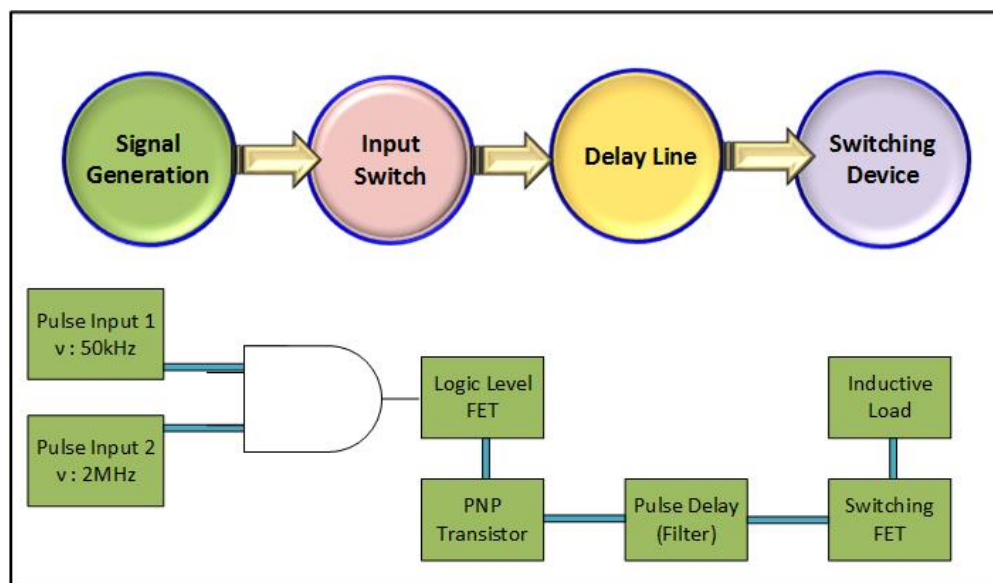 Signal
Generation
Input
Switch
Delay Line
Switching
Device
Pulse Input 1
ν : 50kHz
Pulse Input 2
ν : 2MHz
Logic Level
FET
Inductive
Load
PNP
Transistor
Pulse Delay
(Filter)
Switching
FET